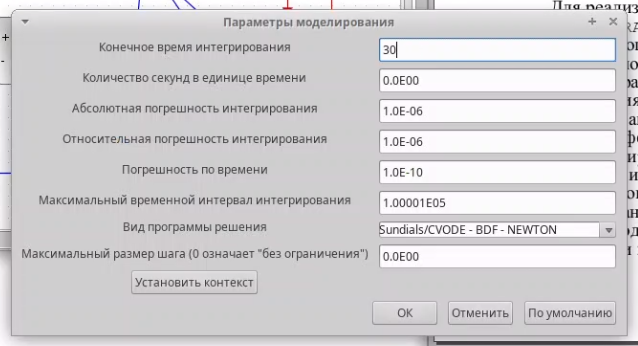 Для реализ
Параметры моделирования
Конечное время интегрирования
30
Количество секунд в единице времени
0.0E00
Абсолютная погрешность интегрирования
1.0E-06
Относительная погрешность интегрирования
1.0E-06
Погрешность по времени
1.0E-10
Максимальный временной интервал интегрирования
1.00001E05
Вид программы решения
Sundials/CVODE - BDF - NEWTON
Максимальный размер шага (0 означает "без ограничения")
0.0E00
Установить контекст
ОК
Отменить
По умолчанию